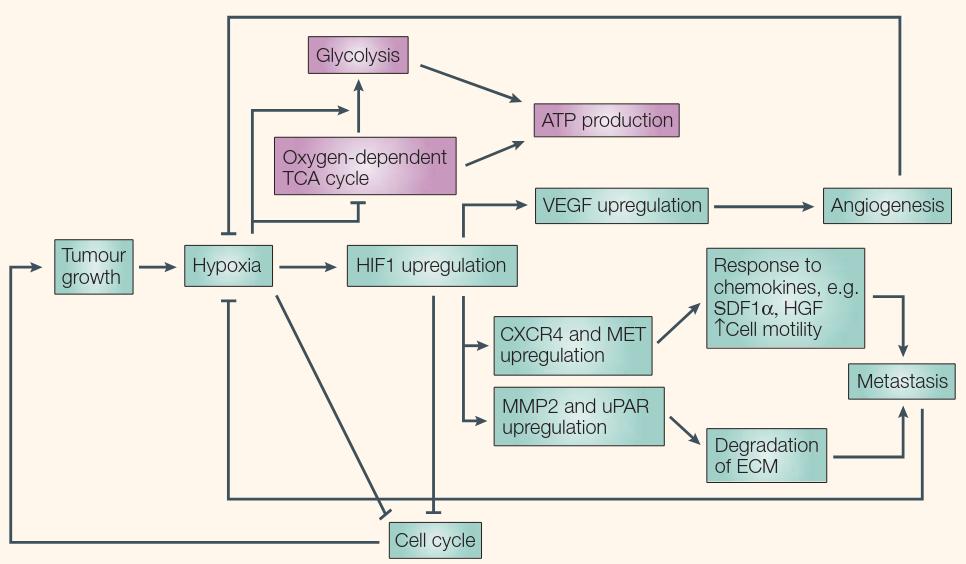 Glycolysis
ATP production
Oxygen-dependent
TCA cycle
VEGF upregulation
Angiogenesis
Tumour
growth
Hypoxia
HIF1 upregulation
Response to
chemokines, e.g.
SDF1α, HGF
↑Cell motility
CXCR4 and MET
upregulation
Metastasis
MMP2 and uPAR
upregulation
Degradation
of ECM
Cell cycle